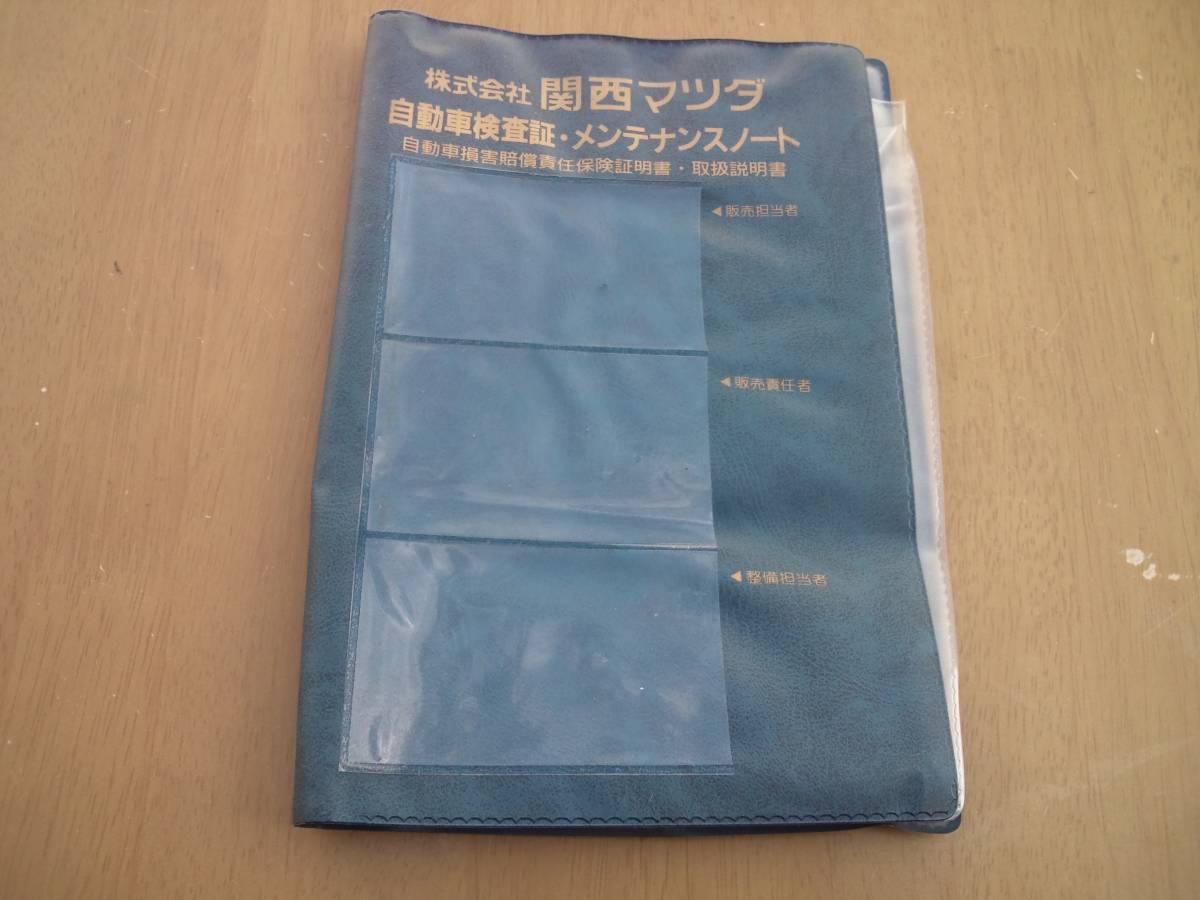 株式会社 関西マツダ
自動車検査証・メンテナンスノート
自動車損害賠償責任保険証明書・取扱説明書
◀販売担当者
◀販売責任者
◀整備担当者